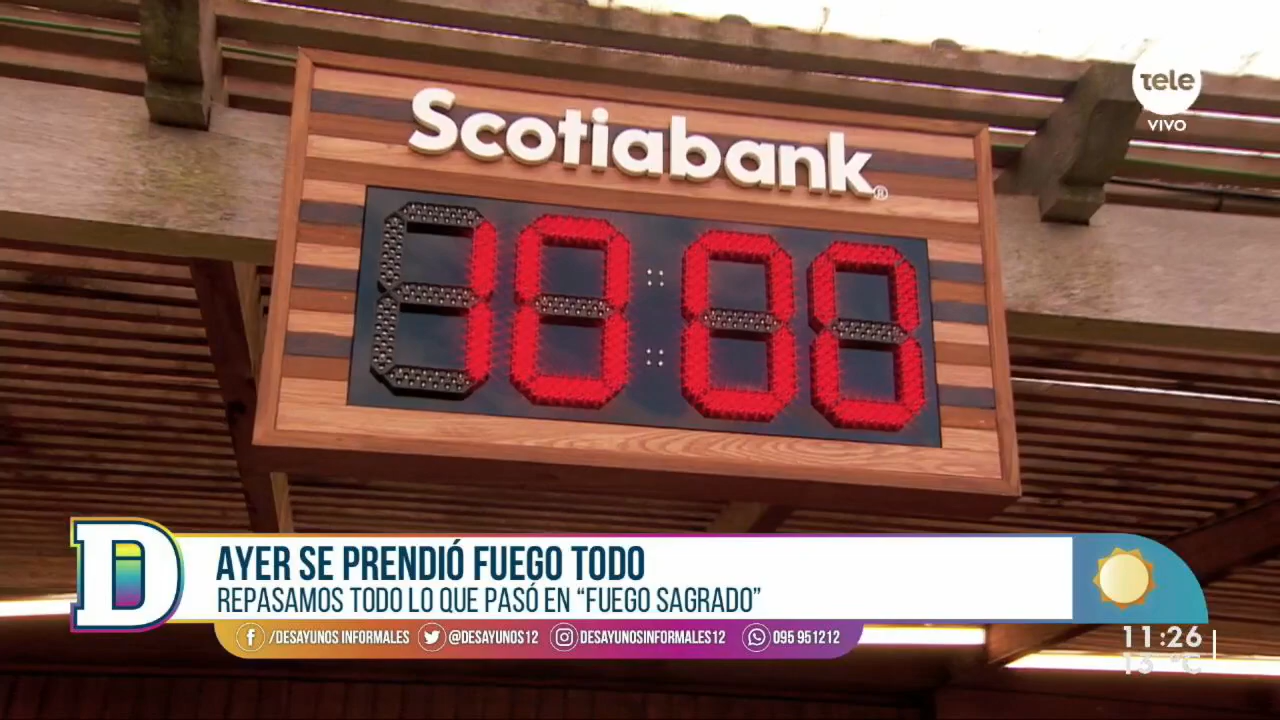 Scotiabank®
10:00
tele
VIVO
D
AYER SE PRENDIÓ FUEGO TODO
REPASAMOS TODO LO QUE PASÓ EN “FUEGO SAGRADO”
/DESAYUNOS INFORMALES @DESAYUNOS12 DESAYUNOSINFORMALES12 095 951212
11:26